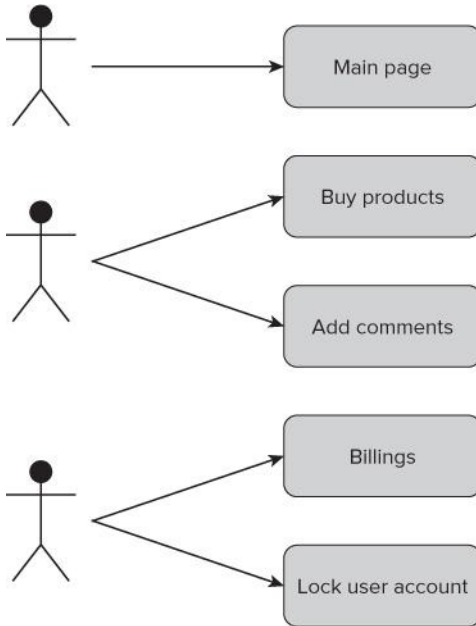 Main page
Buy products
Add comments
Billings
Lock user account